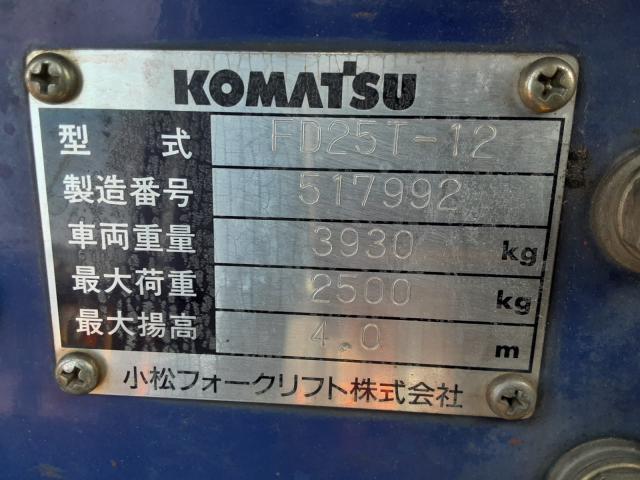 KOMATSU
型式 FD25T-12
製造番号 517992
車両重量 3930 kg
最大荷重 2500 kg
最大揚高 4.0 m
小松フォークリフト株式会社